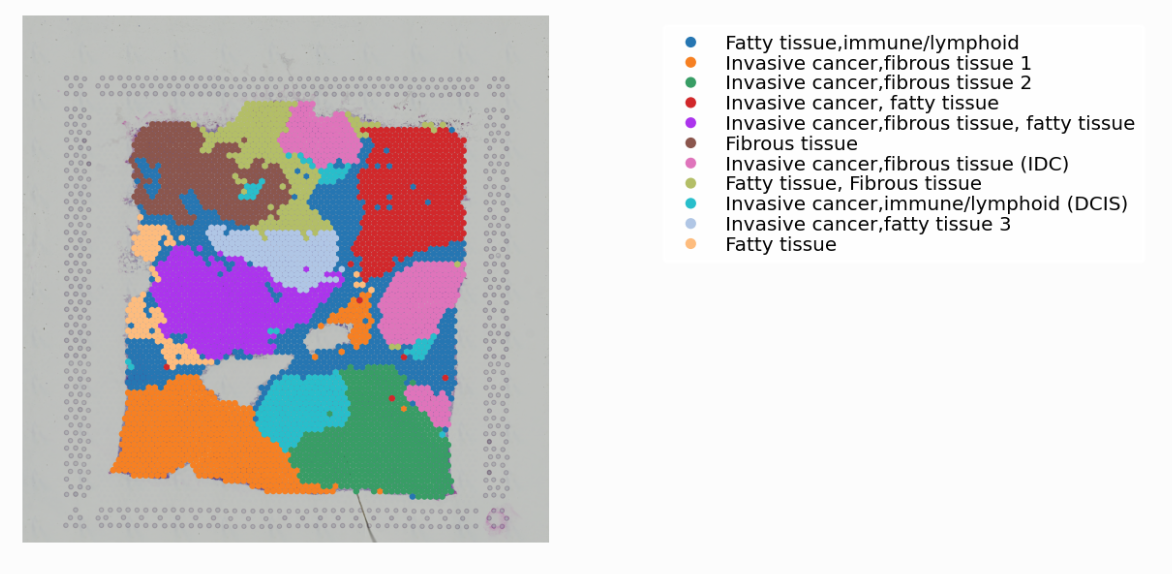 Fatty tissue,immune/lymphoid
Invasive cancer,fibrous tissue 1
Invasive cancer,fibrous tissue 2
Invasive cancer, fatty tissue
Invasive cancer,fibrous tissue, fatty tissue
Fibrous tissue
Invasive cancer,fibrous tissue (IDC)
Fatty tissue, Fibrous tissue
Invasive cancer,immune/lymphoid (DCIS)
Invasive cancer,fatty tissue 3
Fatty tissue